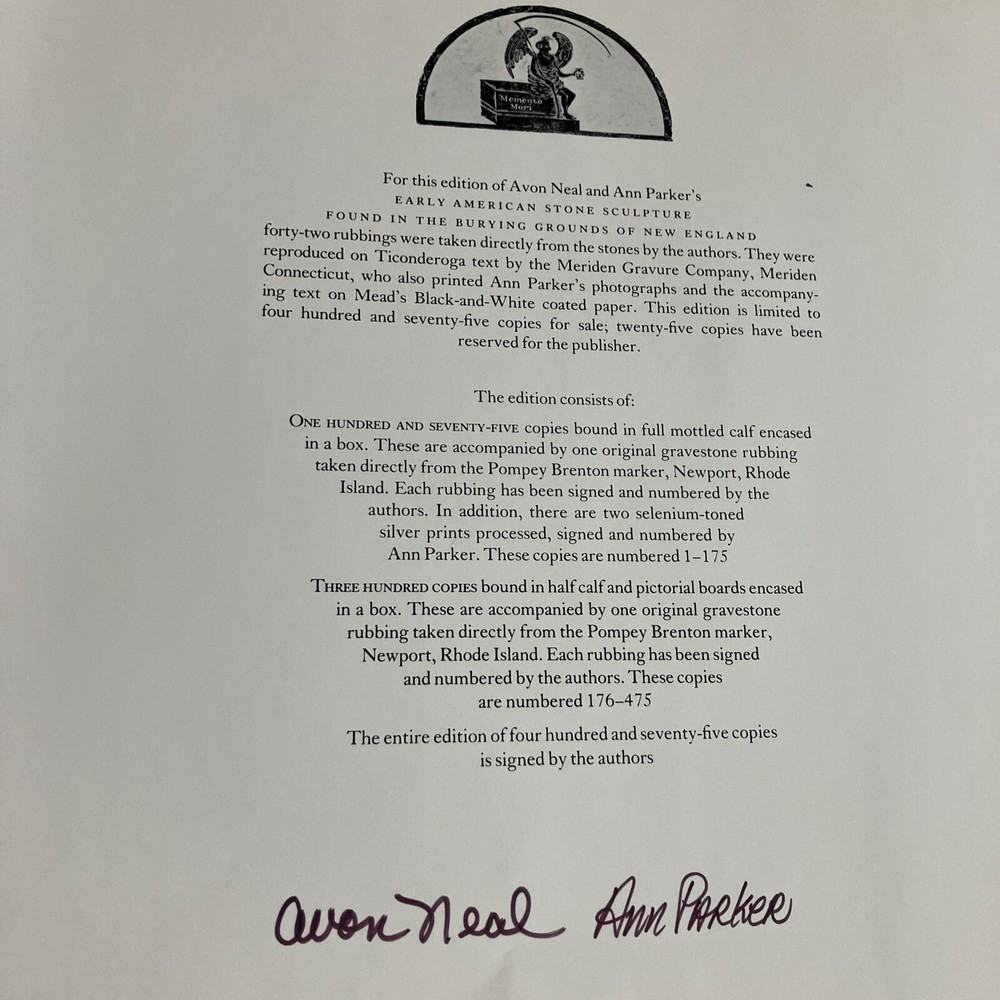 Memento
Mori
For this edition of Avon Neal and Ann Parker's
EARLY AMERICAN STONE SCULPTURE
FOUND IN THE BURYING GROUNDS OF NEW ENGLAND
forty-two rubbings were taken directly from the stones by the authors. They were
reproduced on Ticonderoga text by the Meriden Gravure Company, Meriden
Connecticut, who also printed Ann Parker's photographs and the accompany-
ing text on Mead's Black-and-White coated paper. This edition is limited to
four hundred and seventy-five copies for sale; twenty-five copies have been
reserved for the publisher.
The edition consists of:
ONE HUNDRED AND SEVENTY-FIVE copies bound in full mottled calf encased
in a box. These are accompanied by one original gravestone rubbing
taken directly from the Pompey Brenton marker, Newport, Rhode
Island. Each rubbing has been signed and numbered by the
authors. In addition, there are two selenium-toned
silver prints processed, signed and numbered by
Ann Parker. These copies are numbered 1–175
THREE HUNDRED COPIES bound in half calf and pictorial boards encased
in a box. These are accompanied by one original gravestone
rubbing taken directly from the Pompey Brenton marker,
Newport, Rhode Island. Each rubbing has been signed
and numbered by the authors. These copies
are numbered 176–475
The entire edition of four hundred and seventy-five copies
is signed by the authors
Avon Neal Ann Parker